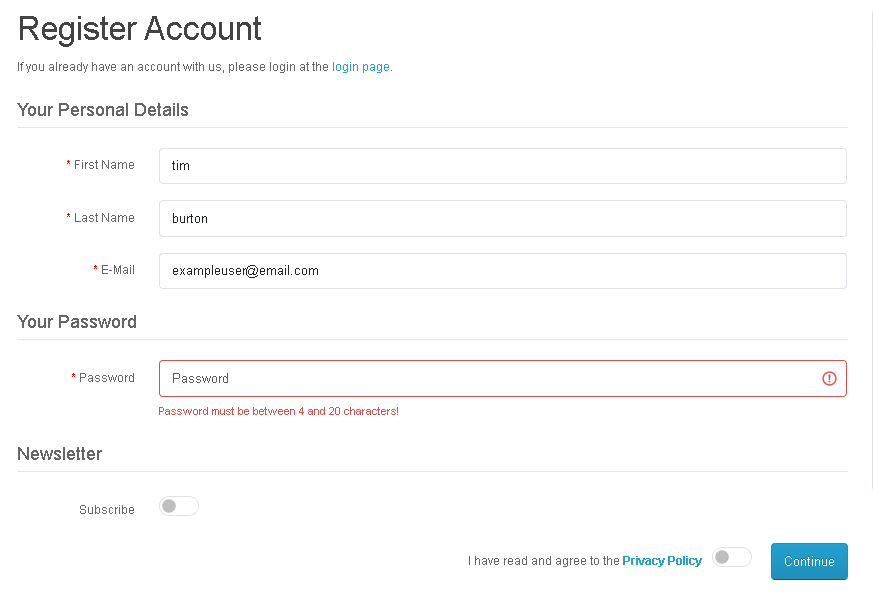 Register Account
If you already have an account with us, please login at the login page.
Your Personal Details
* First Name
tim
* Last Name
burton
* E-Mail
exampleuser@email.com
Your Password
* Password
Password
Password must be between 4 and 20 characters!
Newsletter
Subscribe
I have read and agree to the Privacy Policy
Continue